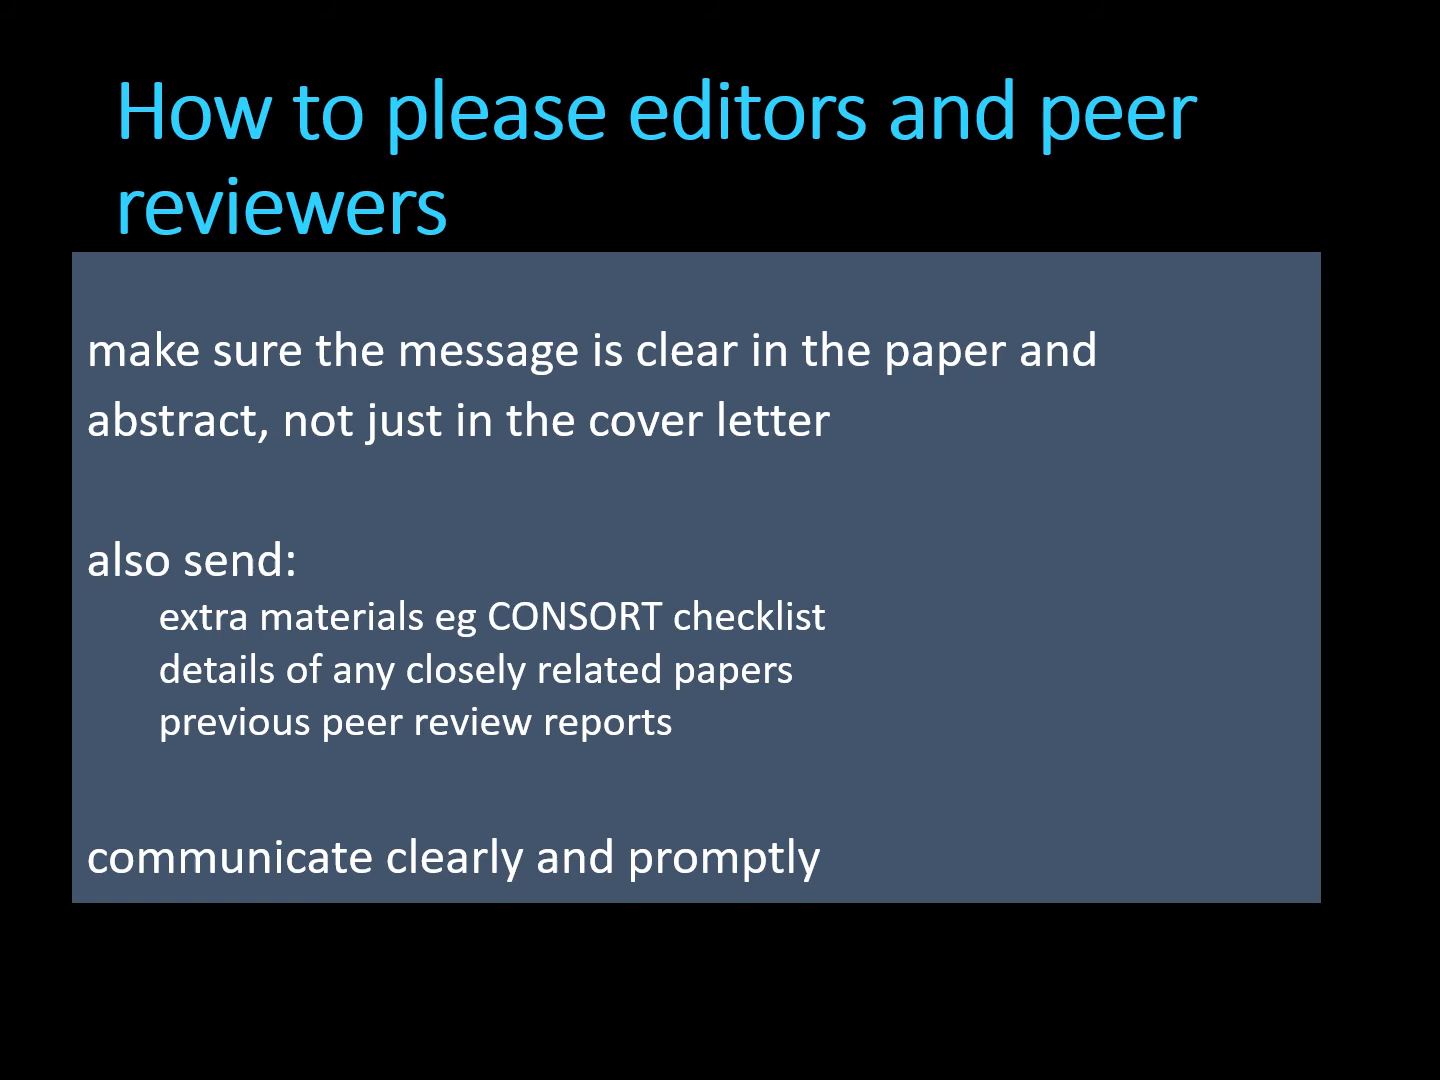 How to please editors and peer
reviewers
make sure the message is clear in the paper and
abstract, not just in the cover letter
also send:
extra materials eg CONSORT checklist
details of any closely related papers
previous peer review reports
communicate clearly and promptly